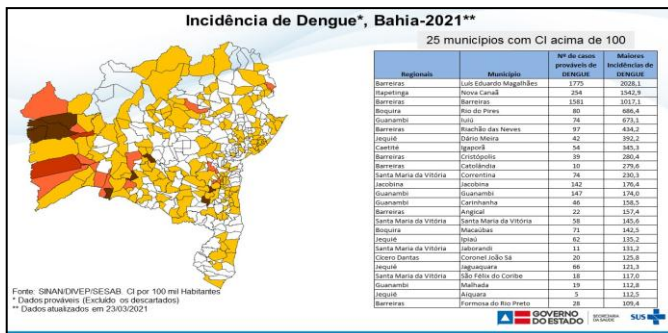 Incidência de Dengue*, Bahia-2021**
25 municípios com CI acima de 100
Regionais Município Nº de casos prováveis de DENGUE Maiores Incidências de DENGUE
Barreiras Luis Eduardo Magalhães 1775 2028,1
Itapetinga Nova Canaã 254 1542,9
Barreiras Barreiras 1581 1017,1
Boquira Rio do Pires 80 686,4
Guanambi Iuiú 74 673,1
Barreiras Riachão das Neves 97 434,2
Jequié Dário Meira 42 392,2
Caetité Igaporã 54 345,3
Barreiras Cristópolis 39 280,4
Barreiras Catolândia 10 279,6
Santa Maria da Vitória Correntina 74 230,3
Jacobina Jacobina 142 176,4
Guanambi Guanambi 147 174,0
Guanambi Carinhanha 46 158,5
Barreiras Angical 22 157,4
Santa Maria da Vitória Santa Maria da Vitória 58 145,6
Boquira Macaúbas 71 142,5
Jequié Ipiaú 62 135,2
Santa Maria da Vitória Jaborandi 11 131,2
Cícero Dantas Coronel João Sá 20 125,8
Jequié Jaguaquara 66 121,3
Santa Maria da Vitória São Félix do Coribe 18 117,0
Guanambi Malhada 19 112,8
Jequié Aiquara 5 112,5
Barreiras Formosa do Rio Preto 28 109,4
Fonte: SINAN/DIVEP/SESAB. CI por 100 mil Habitantes
* Dados prováveis (Excluído os descartados)
** Dados atualizados em 23/03/2021
GOVERNO
DO ESTADO
SECRETARIA
DA SAÚDE
SUS